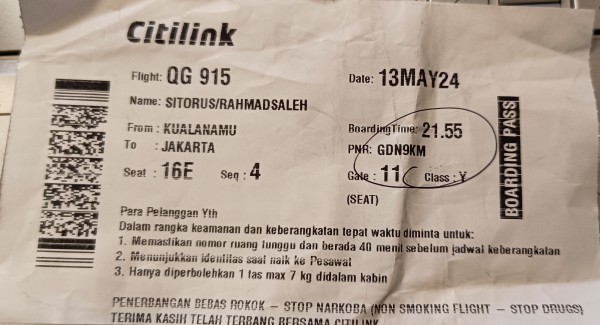 Citilink
Flight: QG 915 Date: 13MAY24
Name: SITORUS/RAHMADSALEH
From : KUALANAMU BoardingTime: 21.55
To : JAKARTA PNR: GDN9KM
Seat : 16E Seq : 4 Gate : 11 Class : Y
(SEAT)
BOARDING PASS
Para Pelanggan Yth
Dalam rangka keamanan dan keberangkatan tepat waktu diminta untuk:
1. Memastikan nomor ruang tunggu dan berada 40 menit sebelum jadwal keberangkatan
2. Menunjukkan identitas saat naik ke Pesawat
3. Hanya diperbolehkan 1 tas max 7 kg didalam kabin
PENERBANGAN BEBAS ROKOK – STOP NARKOBA (NON SMOKING FLIGHT – STOP DRUGS)
TERIMA KASIH TELAH TERBANG BERSAMA CITILINK